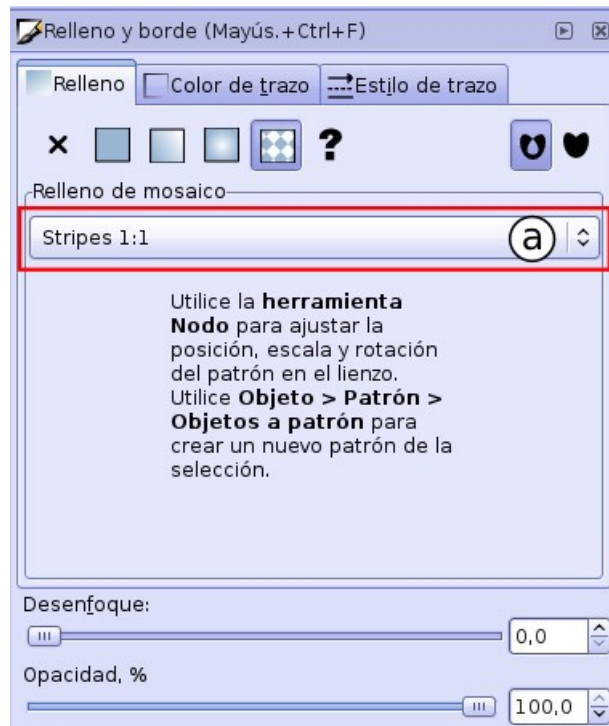 Relleno y borde (Mayús.+Ctrl+F)
Relleno Color de trazo Estilo de trazo
?
Relleno de mosaico
Stripes 1:1 a
Utilice la herramienta
Nodo para ajustar la
posición, escala y rotación
del patrón en el lienzo.
Utilice Objeto > Patrón >
Objetos a patrón para
crear un nuevo patrón de la
selección.
Desenfoque:
0,0
Opacidad, %
100,0